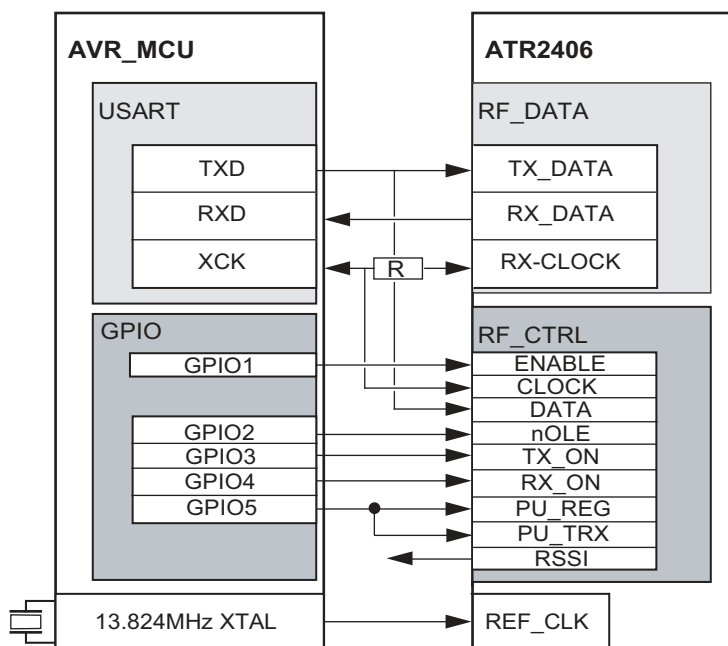 AVR_MCU
USART
TXD
RXD
XCK
GPIO
GPIO1
GPIO2
GPIO3
GPIO4
GPIO5
13.824MHz XTAL
R
ATR2406
RF_DATA
TX_DATA
RX_DATA
RX-CLOCK
RF_CTRL
ENABLE
CLOCK
DATA
nOLE
TX_ON
RX_ON
PU_REG
PU_TRX
RSSI
REF_CLK